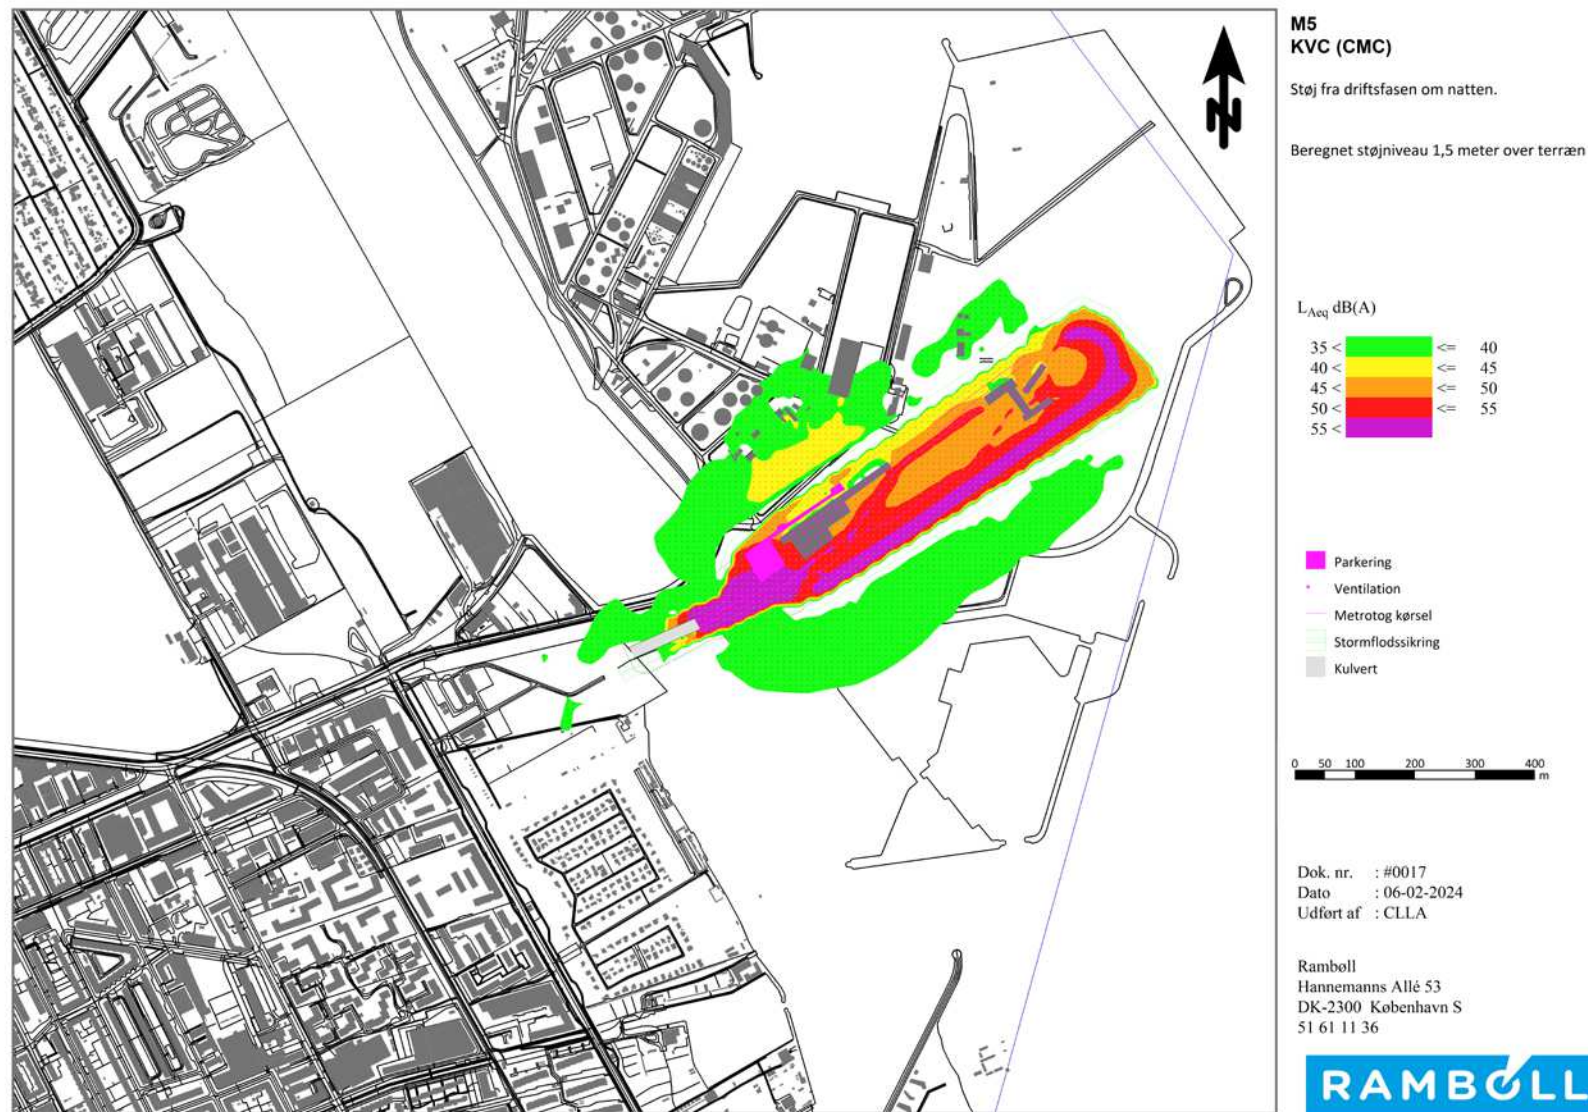 M5
KVC (CMC)
Støj fra driftsfasen om natten.
Beregnet støjniveau 1,5 meter over terræn
N
LAeq dB(A)
35 < <= 40
40 < <= 45
45 < <= 50
50 < <= 55
55 <
Parkering
Ventilation
Metrotog kørsel
Stormflodssikring
Kulvert
0 50 100 200 300 400
m
Dok. nr. : #0017
Dato : 06-02-2024
Udført af : CLLA
Rambøll
Hannemanns Allé 53
DK-2300 København S
51 61 11 36
RAMBOLL